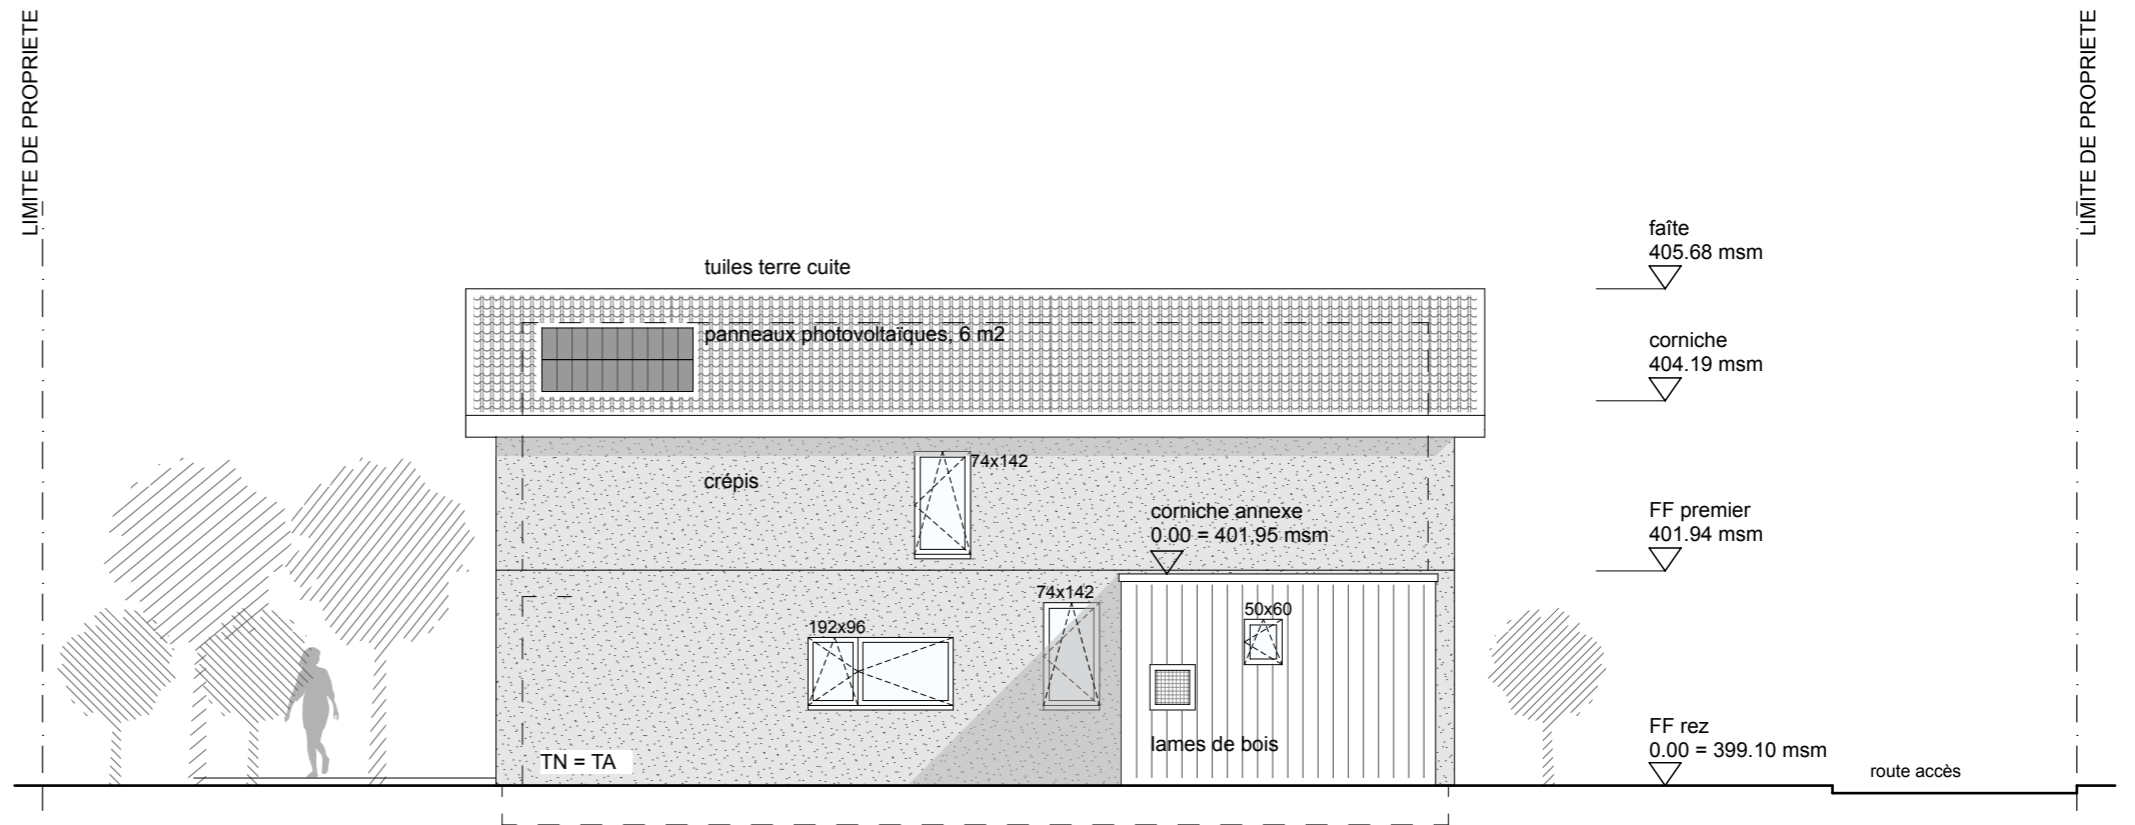 LIMITE DE PROPRIETE
LIMITE DE PROPRIETE
faîte
405.68 msm
tuiles terre cuite
panneaux photovoltaïques, 6 m2
corniche
404.19 msm
74x142
crépis
corniche annexe
0.00 = 401,95 msm
FF premier
401.94 msm
74x142
50x60
192x96
FF rez
0.00 = 399.10 msm
lames de bois
TN = TA
route accès